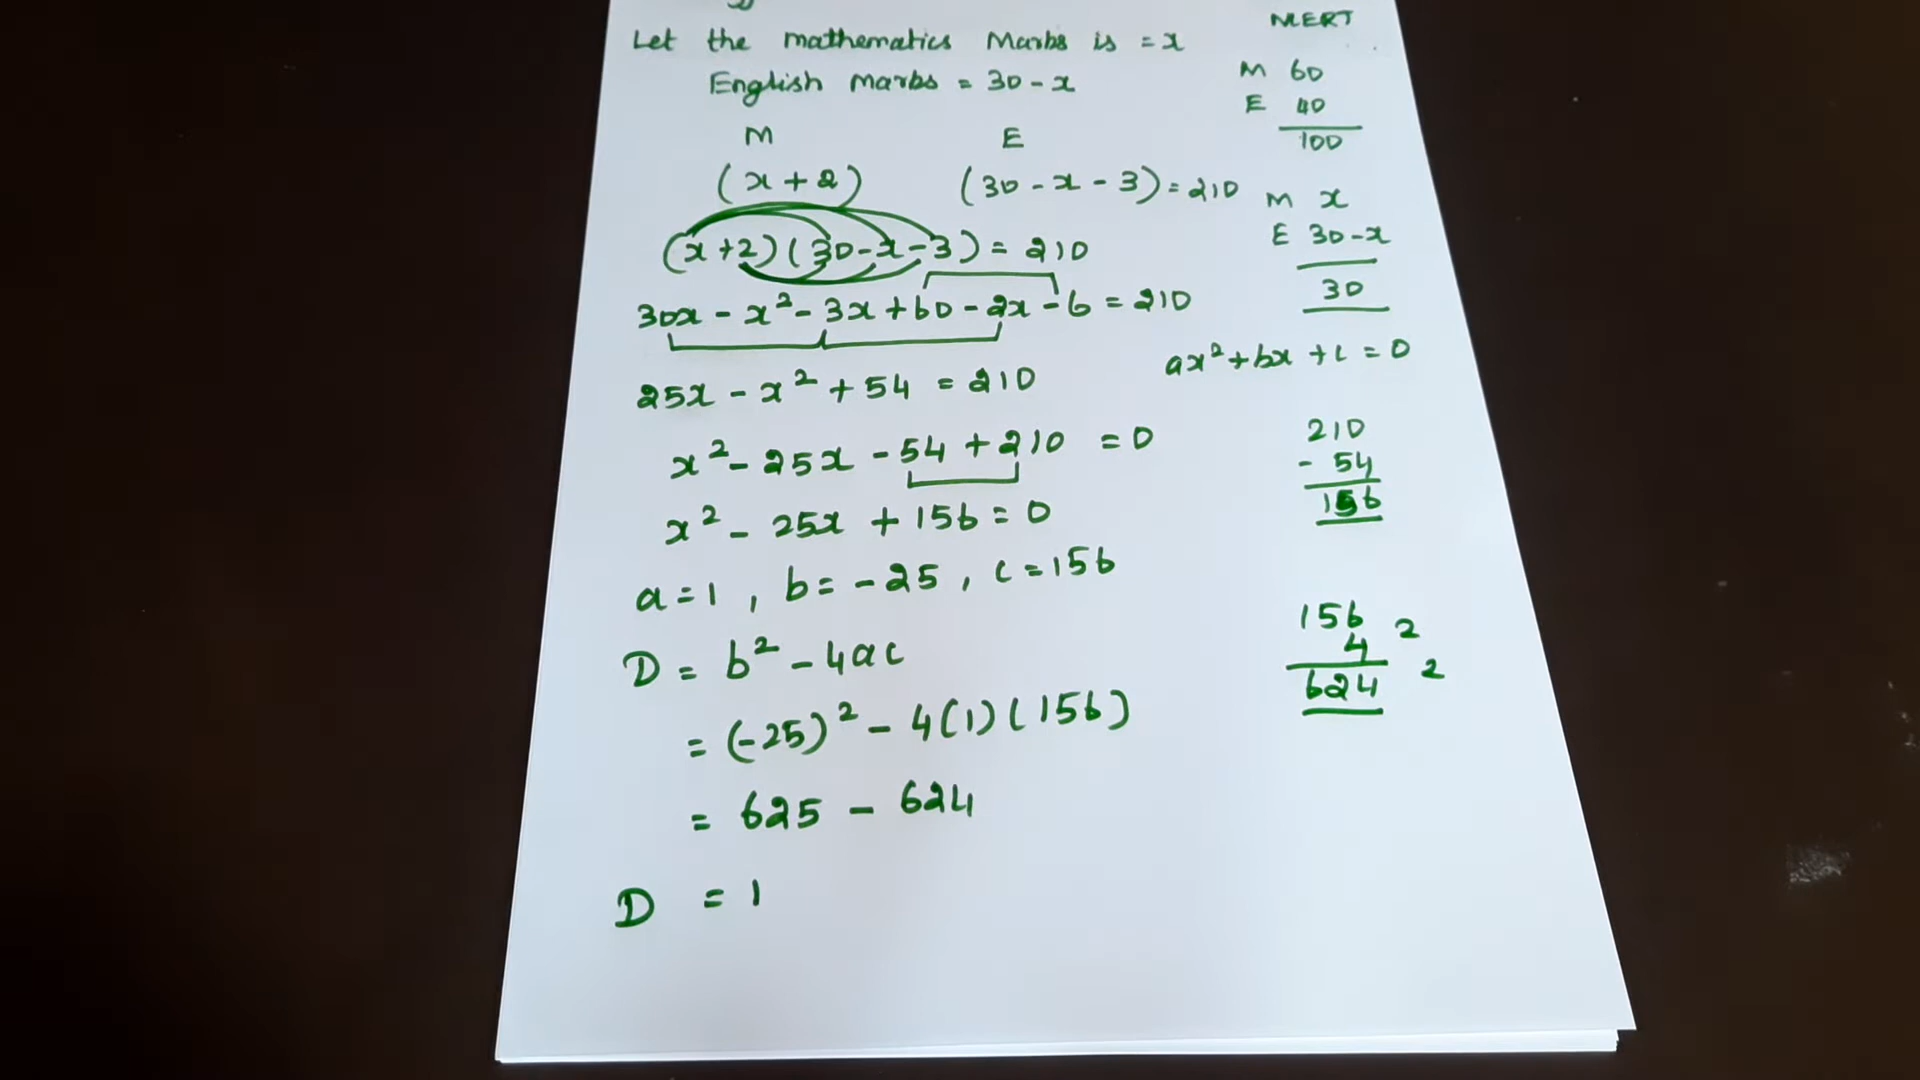 Let the mathematics Marks is = x
English marks = 30 - x
M E
(x + 2) (30 - x - 3) = 210
(x + 2) (30 - x - 3) = 210
30x - x² - 3x + 60 - 2x - 6 = 210
25x - x² + 54 = 210
x² - 25x - 54 + 210 = 0
x² - 25x + 156 = 0
a = 1 , b = -25 , c = 156
D = b² - 4ac
= (-25)² - 4(1)(156)
= 625 - 624
D = 1
NCERT
M 60
E 40
100
M x
E 30-x
30
ax² + bx + c = 0
210
- 54
156
156
4 2
624 2